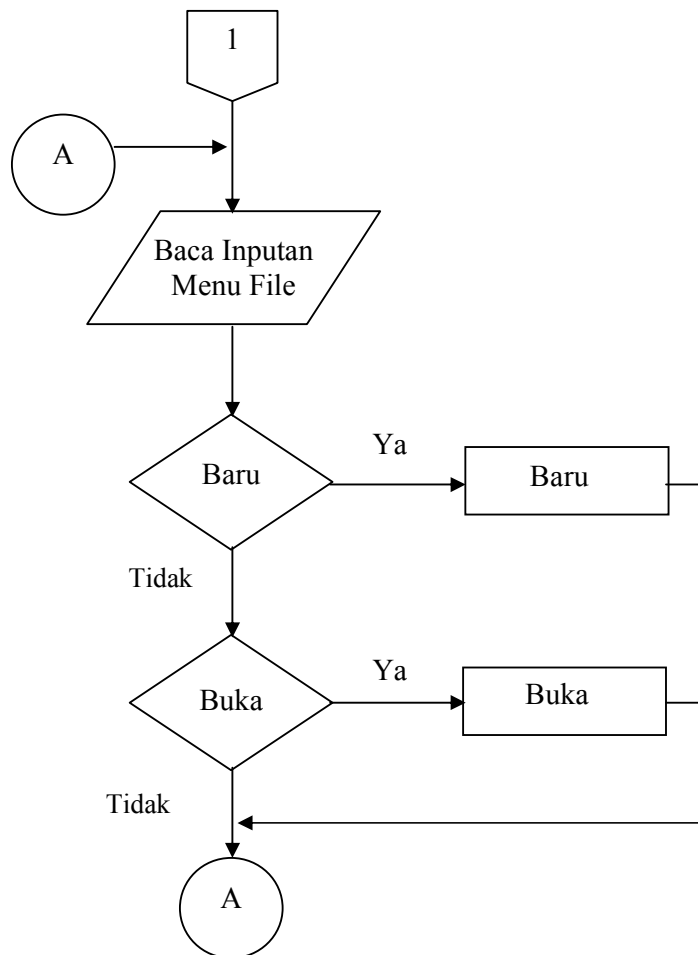 1
A
Baca Inputan
Menu File
Baru
Ya
Baru
Tidak
Buka
Ya
Buka
Tidak
A